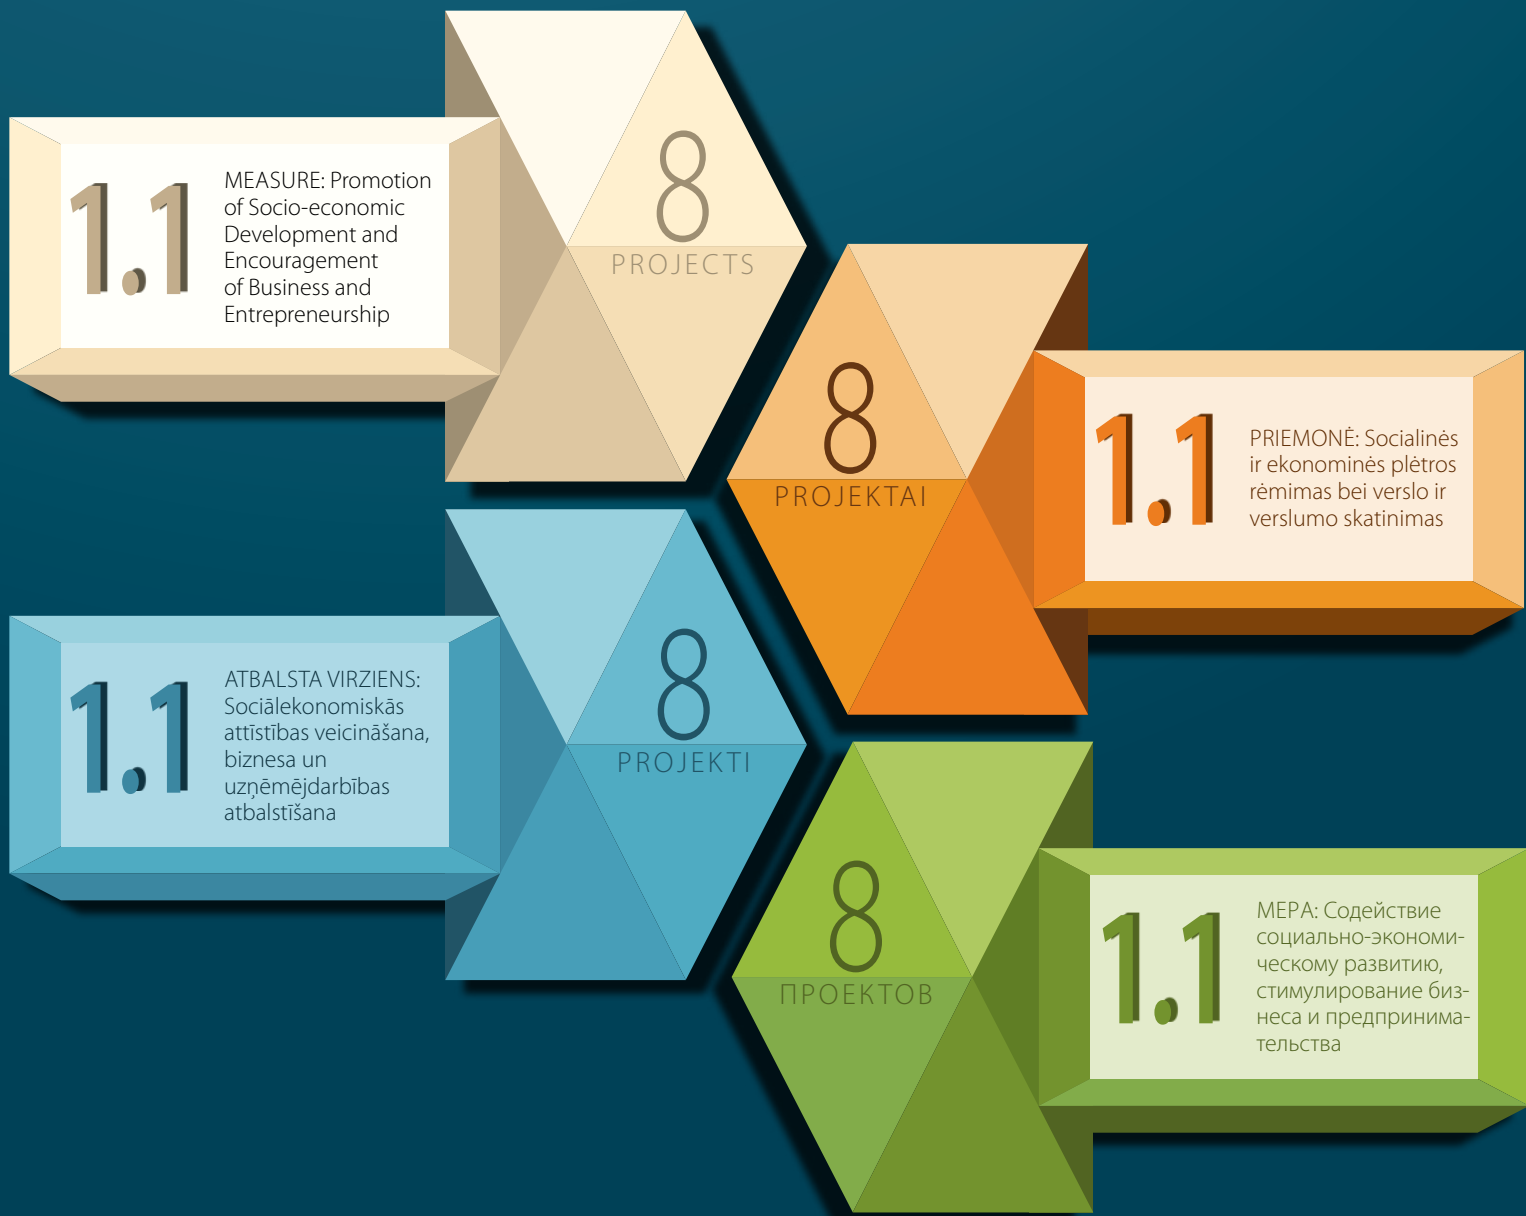 1.1
MEASURE: Promotion
of Socio-economic
Development and
Encouragement
of Business and
Entrepreneurship
8
PROJECTS
8
PROJEKTAI
1.1
PRIEMONĖ: Socialinės
ir ekonominės plėtros
rėmimas bei verslo ir
verslumo skatinimas
1.1
ATBALSTA VIRZIENS:
Sociālekonomiskās
attīstības veicināšana,
biznesa un
uzņēmējdarbības
atbalstīšana
8
PROJEKTI
8
ПРОЕКТОВ
1.1
МЕРА: Содействие
социально-экономи-
ческому развитию,
стимулирование биз-
неса и предпринима-
тельства